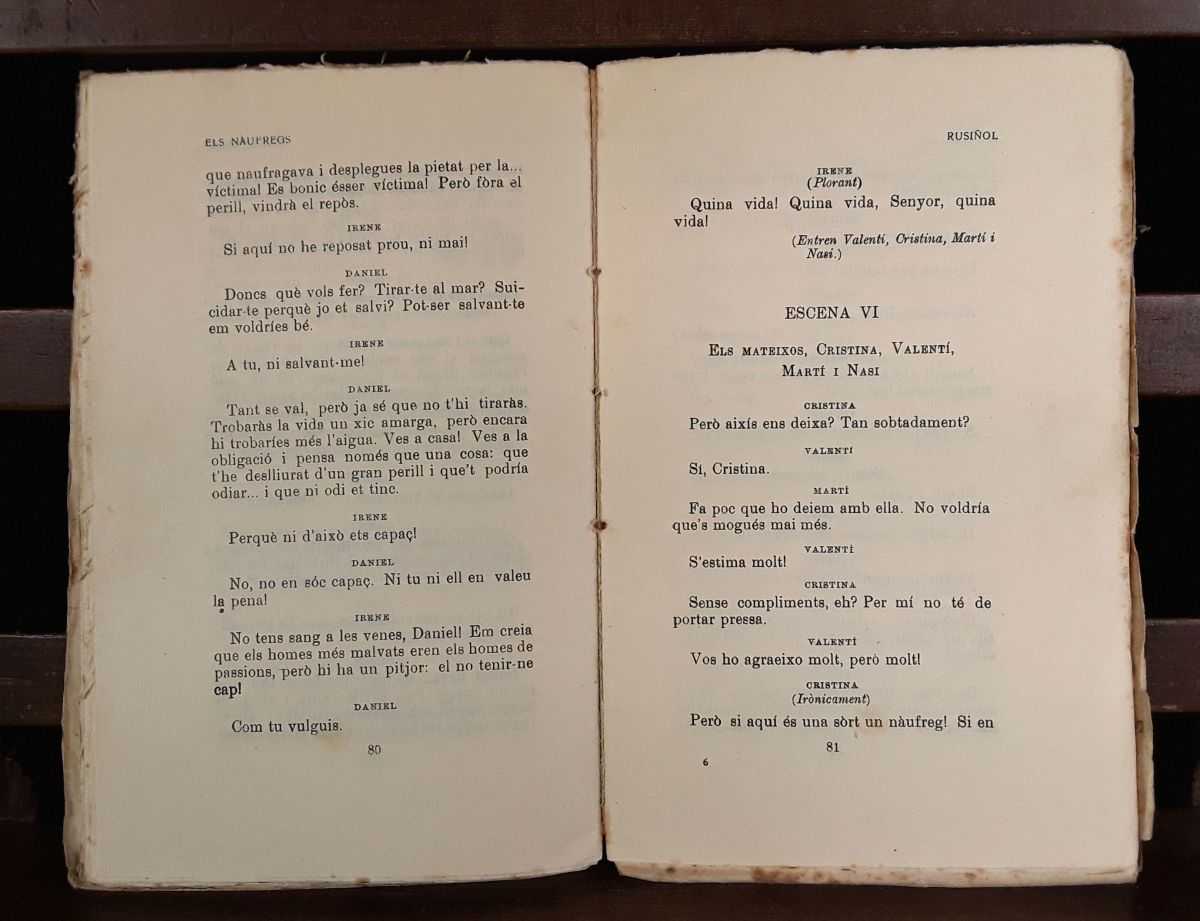 ELS NÀUFREGS
que naufragava i desplegues la pietat per la...
víctima! Es bonic ésser víctima! Però fòra el
perill, vindrà el repòs.
IRENE
Si aquí no he reposat prou, ni mai!
DANIEL
Doncs què vols fer? Tirar-te al mar? Sui-
cidar-te perquè jo et salvi? Pot-ser salvant-te
em voldríes bé.
IRENE
A tu, ni salvant-me!
DANIEL
Tant se val, però ja sé que no t'hi tiraràs.
Trobaràs la vida un xic amarga, però encara
hi trobaríes més l'aigua. Ves a casa! Ves a la
obligació i pensa només que una cosa: que
t'he deslliurat d'un gran perill i que't podría
odiar... i que ni odi et tinc.
IRENE
Perquè ni d'això ets capaç!
DANIEL
No, no en sóc capaç. Ni tu ni ell en valeu
la pena!
IRENE
No tens sang a les venes, Daniel! Em creia
que els homes més malvats eren els homes de
passions, però hi ha un pitjor: el no tenir-ne
cap!
DANIEL
Com tu vulguis.
80
RUSIÑOL
IRENE
(Plorant)
Quina vida! Quina vida, Senyor, quina
vida!
(Entren Valentí, Cristina, Martí i
Nasi.)
ESCENA VI
ELS MATEIXOS, CRISTINA, VALENTÍ,
MARTÍ I NASI
CRISTINA
Però aixís ens deixa? Tan sobtadament?
VALENTÍ
Sí, Cristina.
MARTÍ
Fa poc que ho deiem amb ella. No voldría
que's mogués mai més.
VALENTÍ
S'estima molt!
CRISTINA
Sense compliments, eh? Per mí no té de
portar pressa.
VALENTÍ
Vos ho agraeixo molt, però molt!
CRISTINA
(Irònicament)
Però si aquí és una sòrt un nàufreg! Si en
81
6